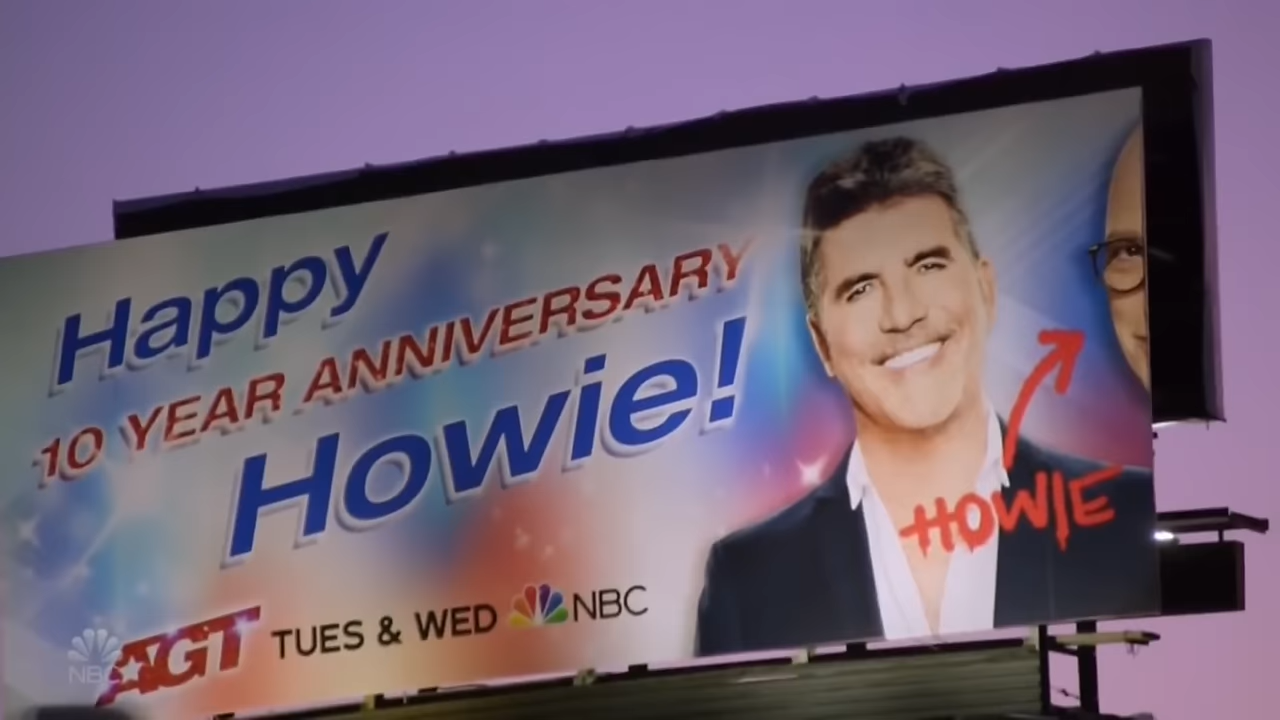 Happy
10 YEAR ANNIVERSARY
Howie!
HOWIE
AGT TUES & WED NBC
NBC